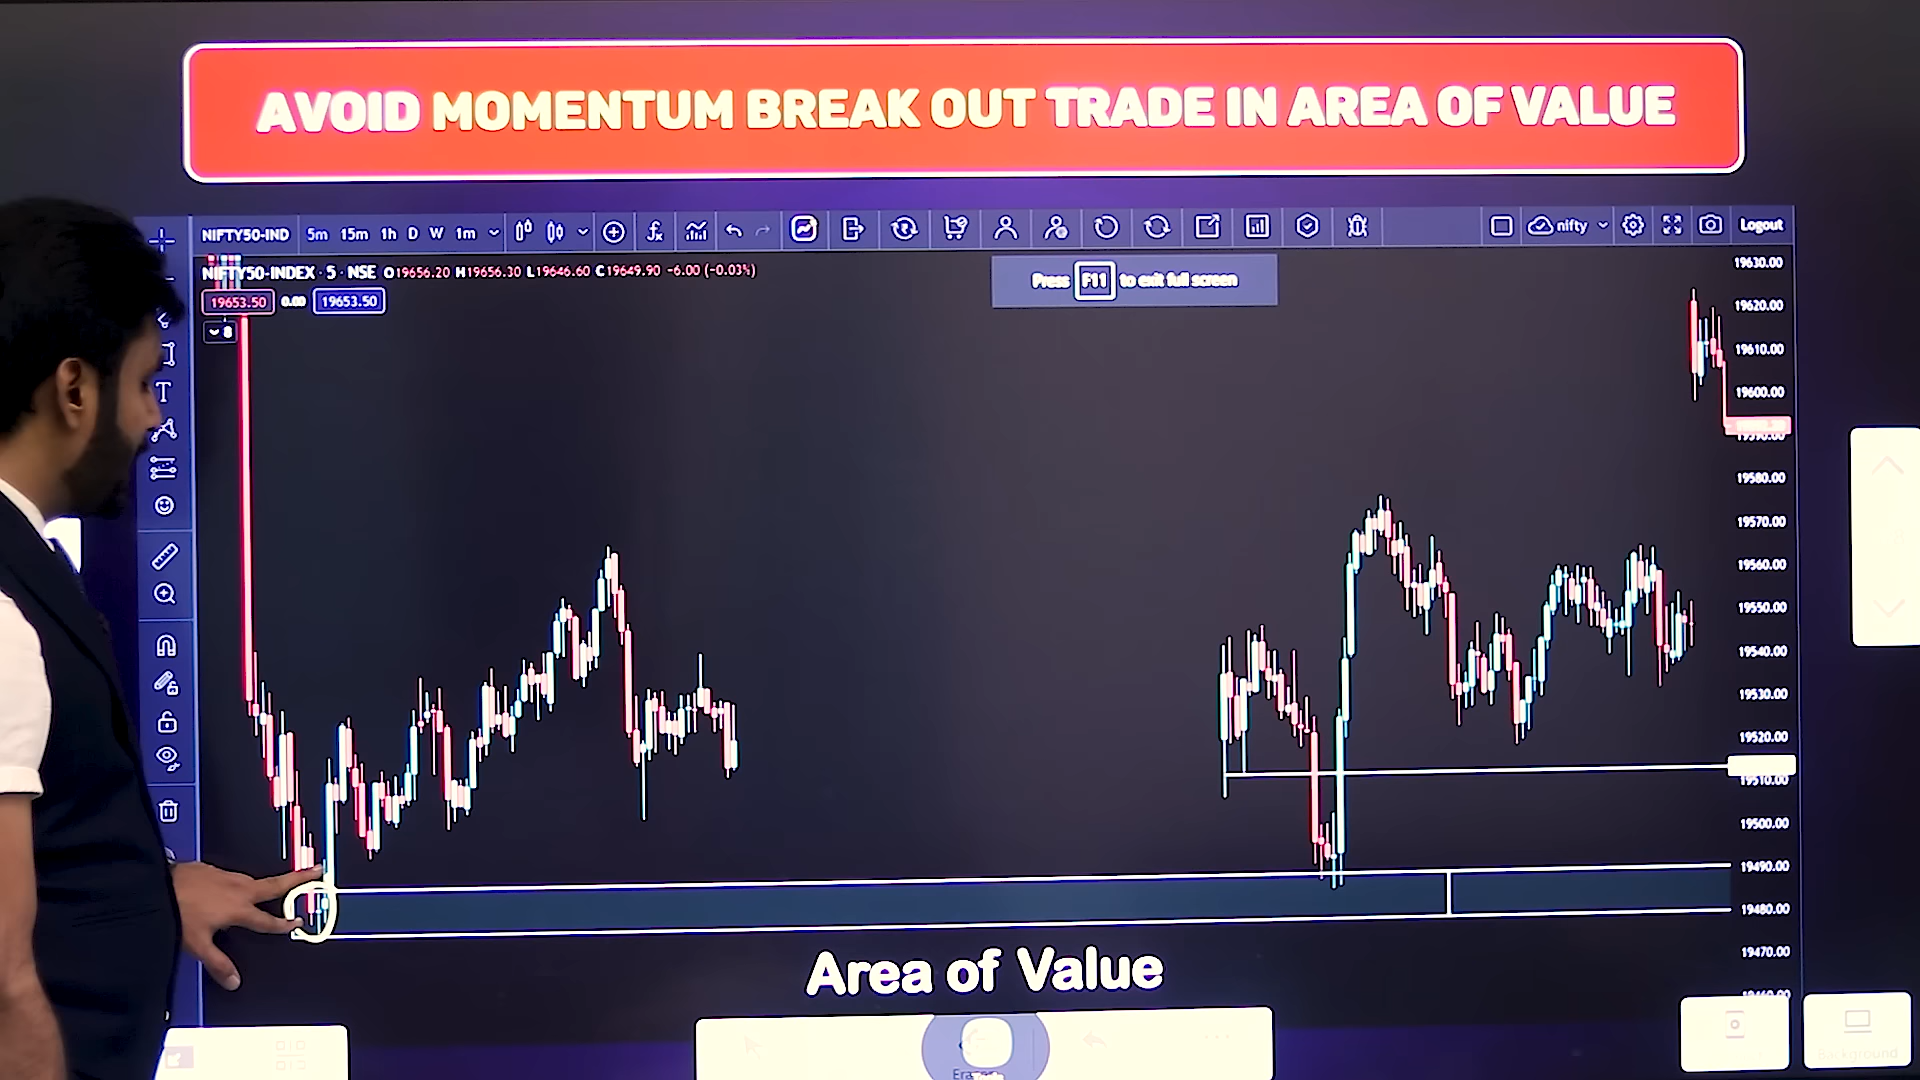 AVOID MOMENTUM BREAK OUT TRADE IN AREA OF VALUE
NIFTY50-IND 5m 15m 1h D W 1m nifty Logout
NIFTY50-INDEX · 5 · NSE O19656.20 H19656.30 L19646.60 C19649.90 -6.00 (-0.03%)
19653.50 0.00 19653.50
8
Press F11 to exit full screen
19630.00
19620.00
19610.00
19600.00
19590.00
19580.00
19570.00
19560.00
19550.00
19540.00
19530.00
19520.00
19510.00
19500.00
19490.00
19480.00
19470.00
Area of Value
Background